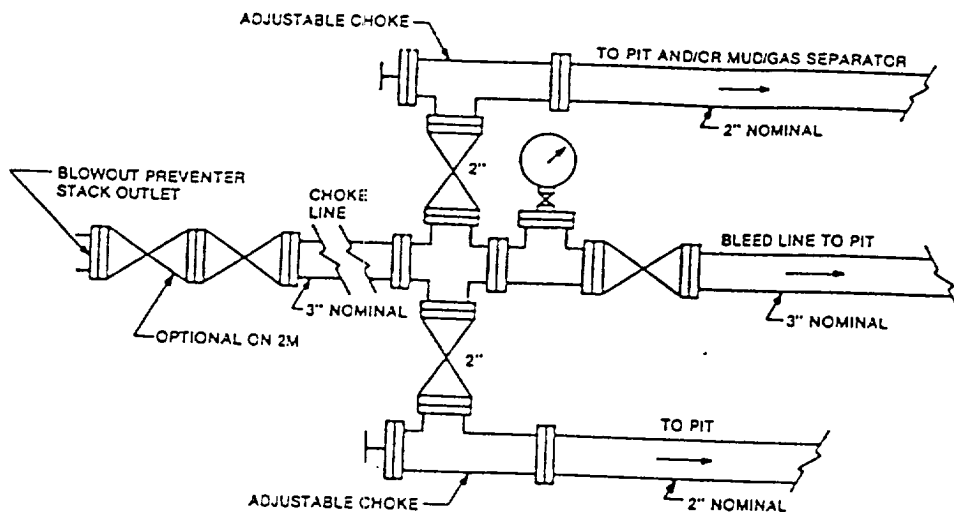 ADJUSTABLE CHOKE
TO PIT AND/CR MUD/GAS SEPARATOR
2" NOMINAL
2"
BLOWOUT PREVENTER
STACK OUTLET
CHOKE
LINE
BLEED LINE TO PIT
3" NOMINAL
3" NOMINAL
OPTIONAL ON 2M
2"
TO PIT
ADJUSTABLE CHOKE
2" NOMINAL